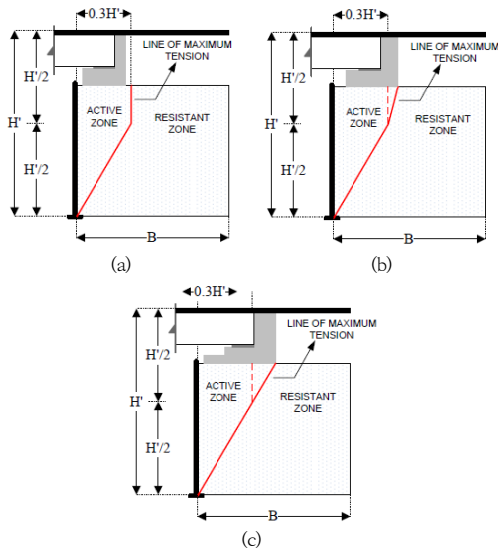 0.3H'
LINE OF MAXIMUM
TENSION
H'/2
H'
ACTIVE
ZONE
RESISTANT
ZONE
H'/2
B
(a)
0.3H'
LINE OF MAXIMUM
TENSION
H'/2
H'
ACTIVE
ZONE
RESISTANT
ZONE
H'/2
B
(b)
0.3H'
LINE OF MAXIMUM
TENSION
H'/2
H'
ACTIVE
ZONE
RESISTANT
ZONE
H'/2
B
(c)